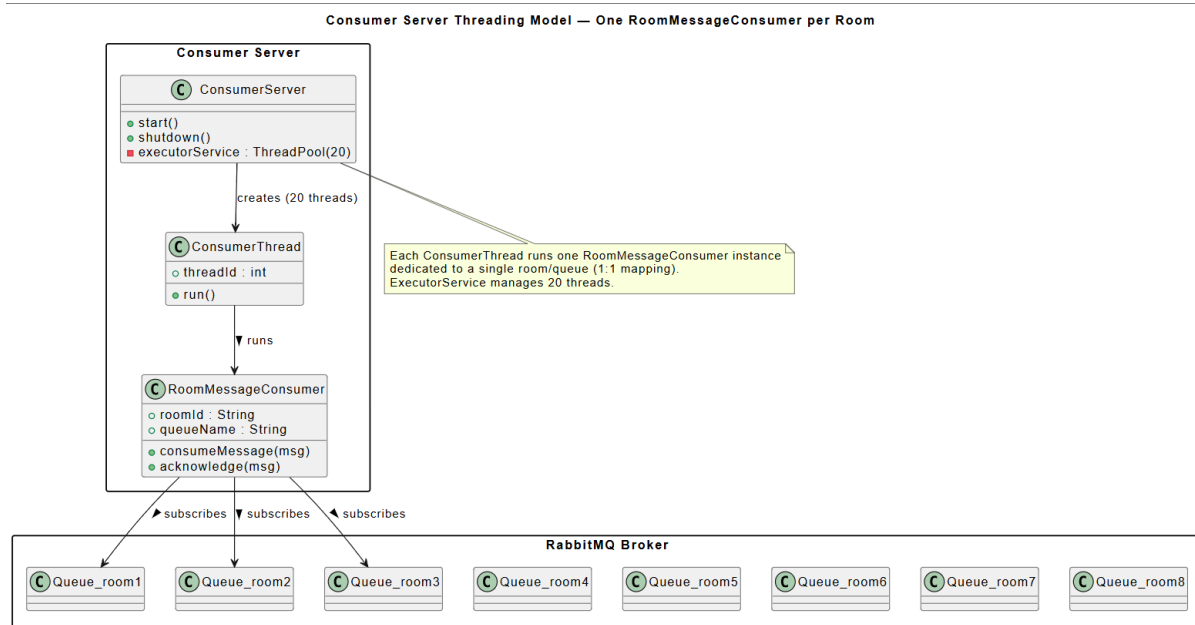 Consumer Server Threading Model — One RoomMessageConsumer per Room
Consumer Server
C ConsumerServer
start()
shutdown()
executorService : ThreadPool(20)
creates (20 threads)
C ConsumerThread
threadId : int
run()
Each ConsumerThread runs one RoomMessageConsumer instance
dedicated to a single room/queue (1:1 mapping).
ExecutorService manages 20 threads.
runs
C RoomMessageConsumer
roomId : String
queueName : String
consumeMessage(msg)
acknowledge(msg)
subscribes
subscribes
subscribes
RabbitMQ Broker
C Queue_room1
C Queue_room2
C Queue_room3
C Queue_room4
C Queue_room5
C Queue_room6
C Queue_room7
C Queue_room8